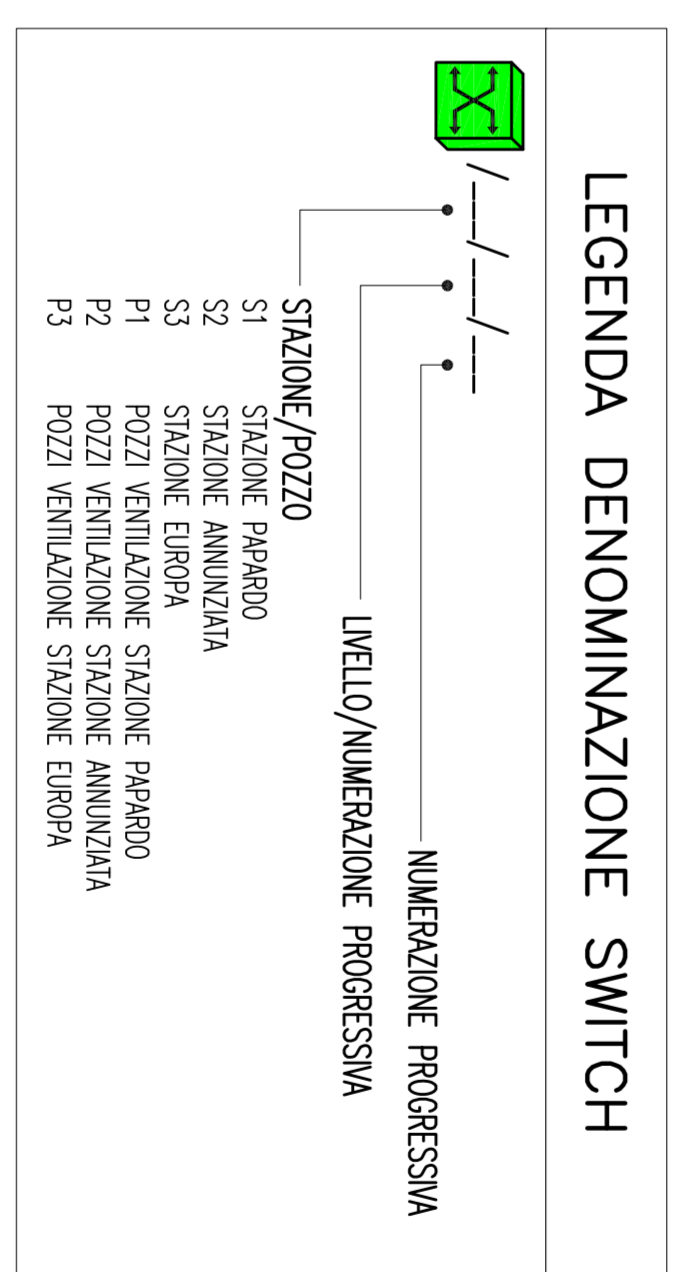 LEGENDA DENOMINAZIONE SWITCH
/__/__/__
NUMERAZIONE PROGRESSIVA
LIVELLO/NUMERAZIONE PROGRESSIVA
STAZIONE/POZZO
S1 STAZIONE PAPARDO
S2 STAZIONE ANNUNZIATA
S3 STAZIONE EUROPA
P1 POZZI VENTILAZIONE STAZIONE PAPARDO
P2 POZZI VENTILAZIONE STAZIONE ANNUNZIATA
P3 POZZI VENTILAZIONE STAZIONE EUROPA